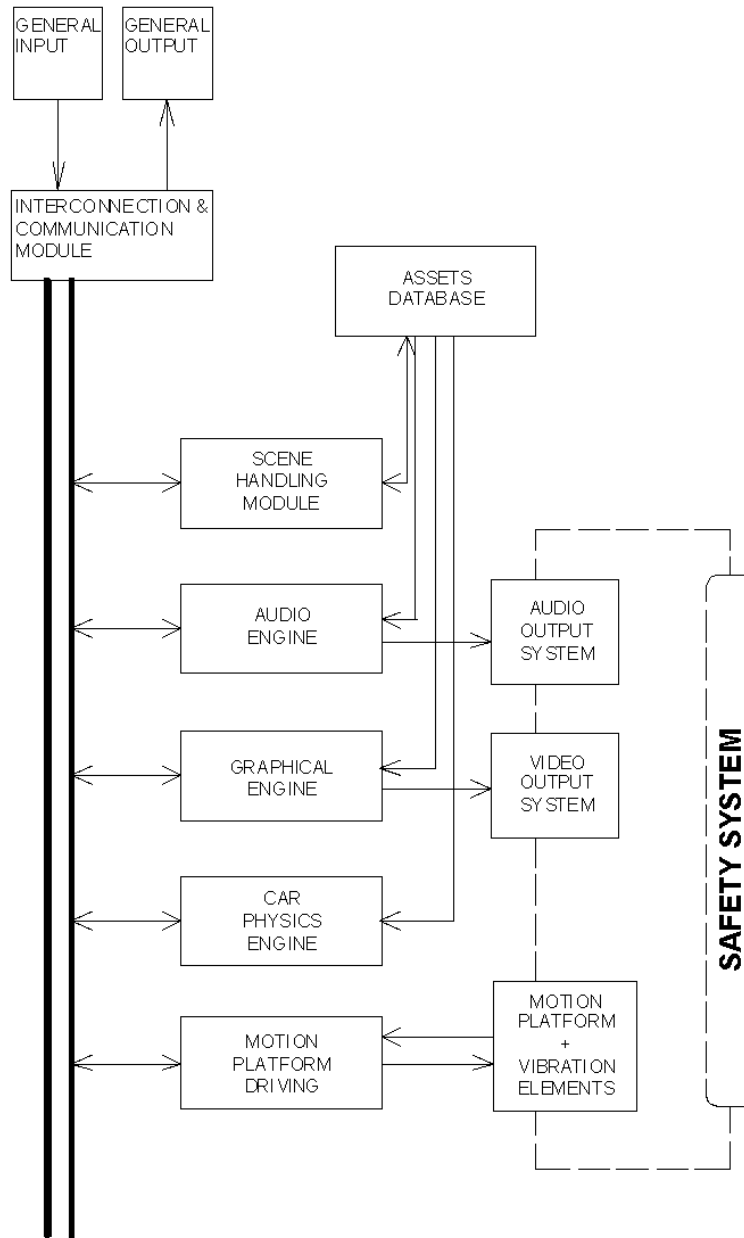 GENERAL
INPUT
GENERAL
OUTPUT
INTERCONNECTION &
COMMUNICATION
MODULE
ASSETS
DATABASE
SCENE
HANDLING
MODULE
AUDIO
ENGINE
AUDIO
OUTPUT
SYSTEM
GRAPHICAL
ENGINE
VIDEO
OUTPUT
SYSTEM
CAR
PHYSICS
ENGINE
MOTION
PLATFORM
DRIVING
MOTION
PLATFORM
+
VIBRATION
ELEMENTS
SAFETY SYSTEM